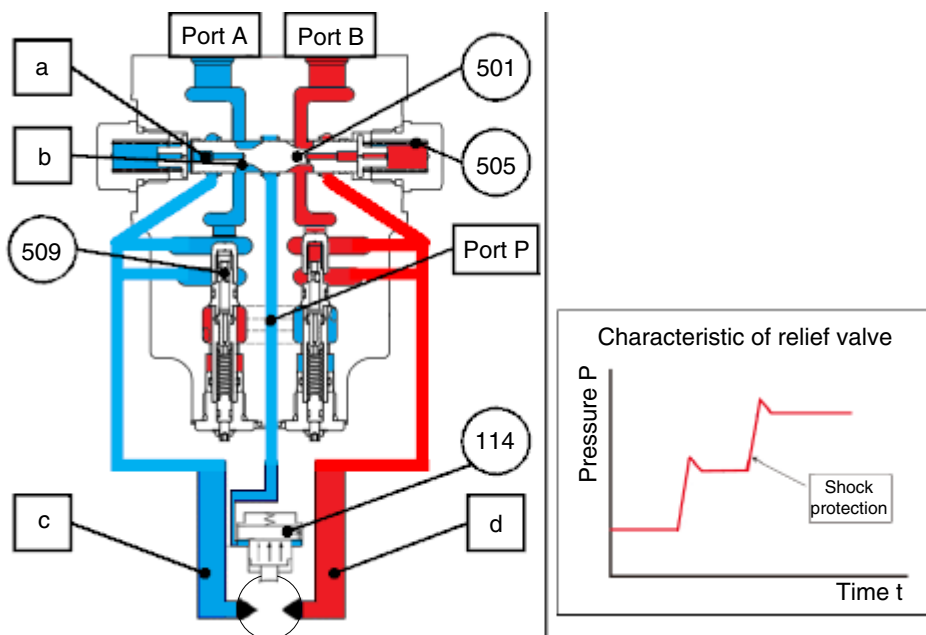 Port A
Port B
a
501
b
505
509
Port P
114
c
d
Characteristic of relief valve
Pressure P
Shock
protection
Time t